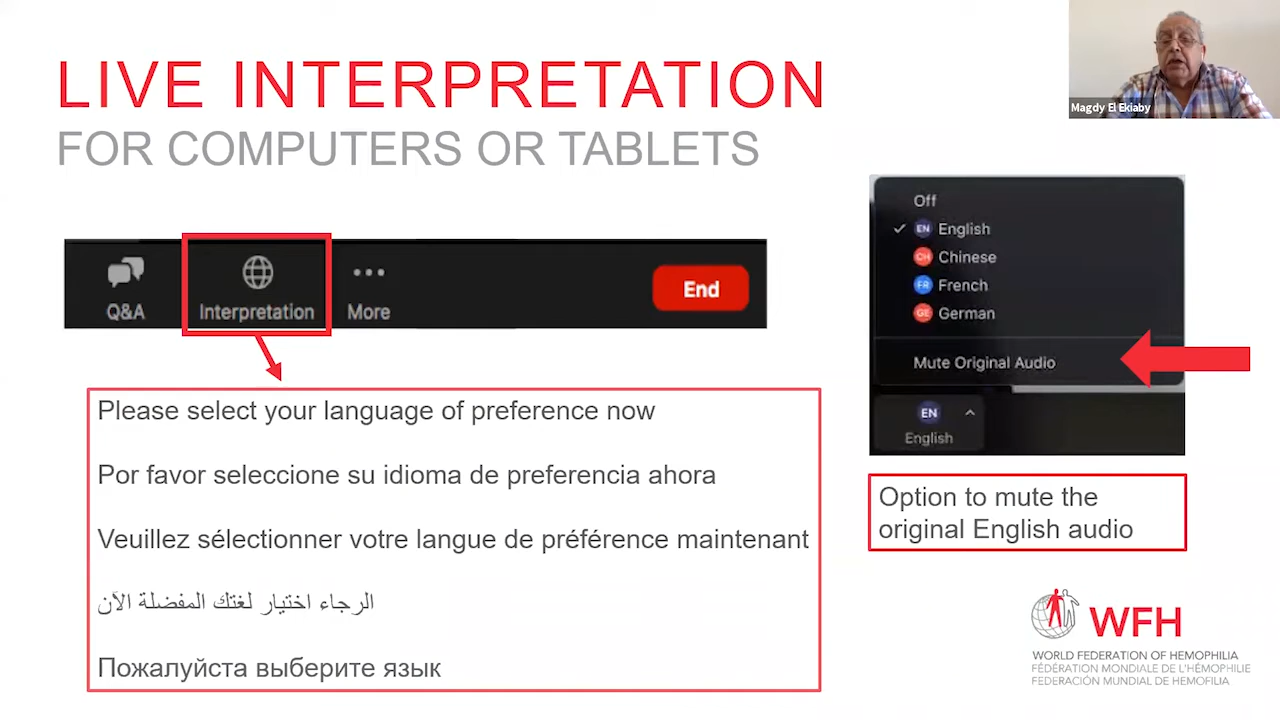 LIVE INTERPRETATION
FOR COMPUTERS OR TABLETS
Magdy El Ekiaby
Q&A
Interpretation
More
End
Please select your language of preference now
Por favor seleccione su idioma de preferencia ahora
Veuillez sélectionner votre langue de préférence maintenant
الرجاء اختيار لغتك المفضلة الآن
Пожалуйста выберите язык
Off
EN English
CH Chinese
FR French
GE German
Mute Original Audio
EN
English
Option to mute the
original English audio
WFH
WORLD FEDERATION OF HEMOPHILIA
FÉDÉRATION MONDIALE DE L'HÉMOPHILIE
FEDERACIÓN MUNDIAL DE HEMOFILIA